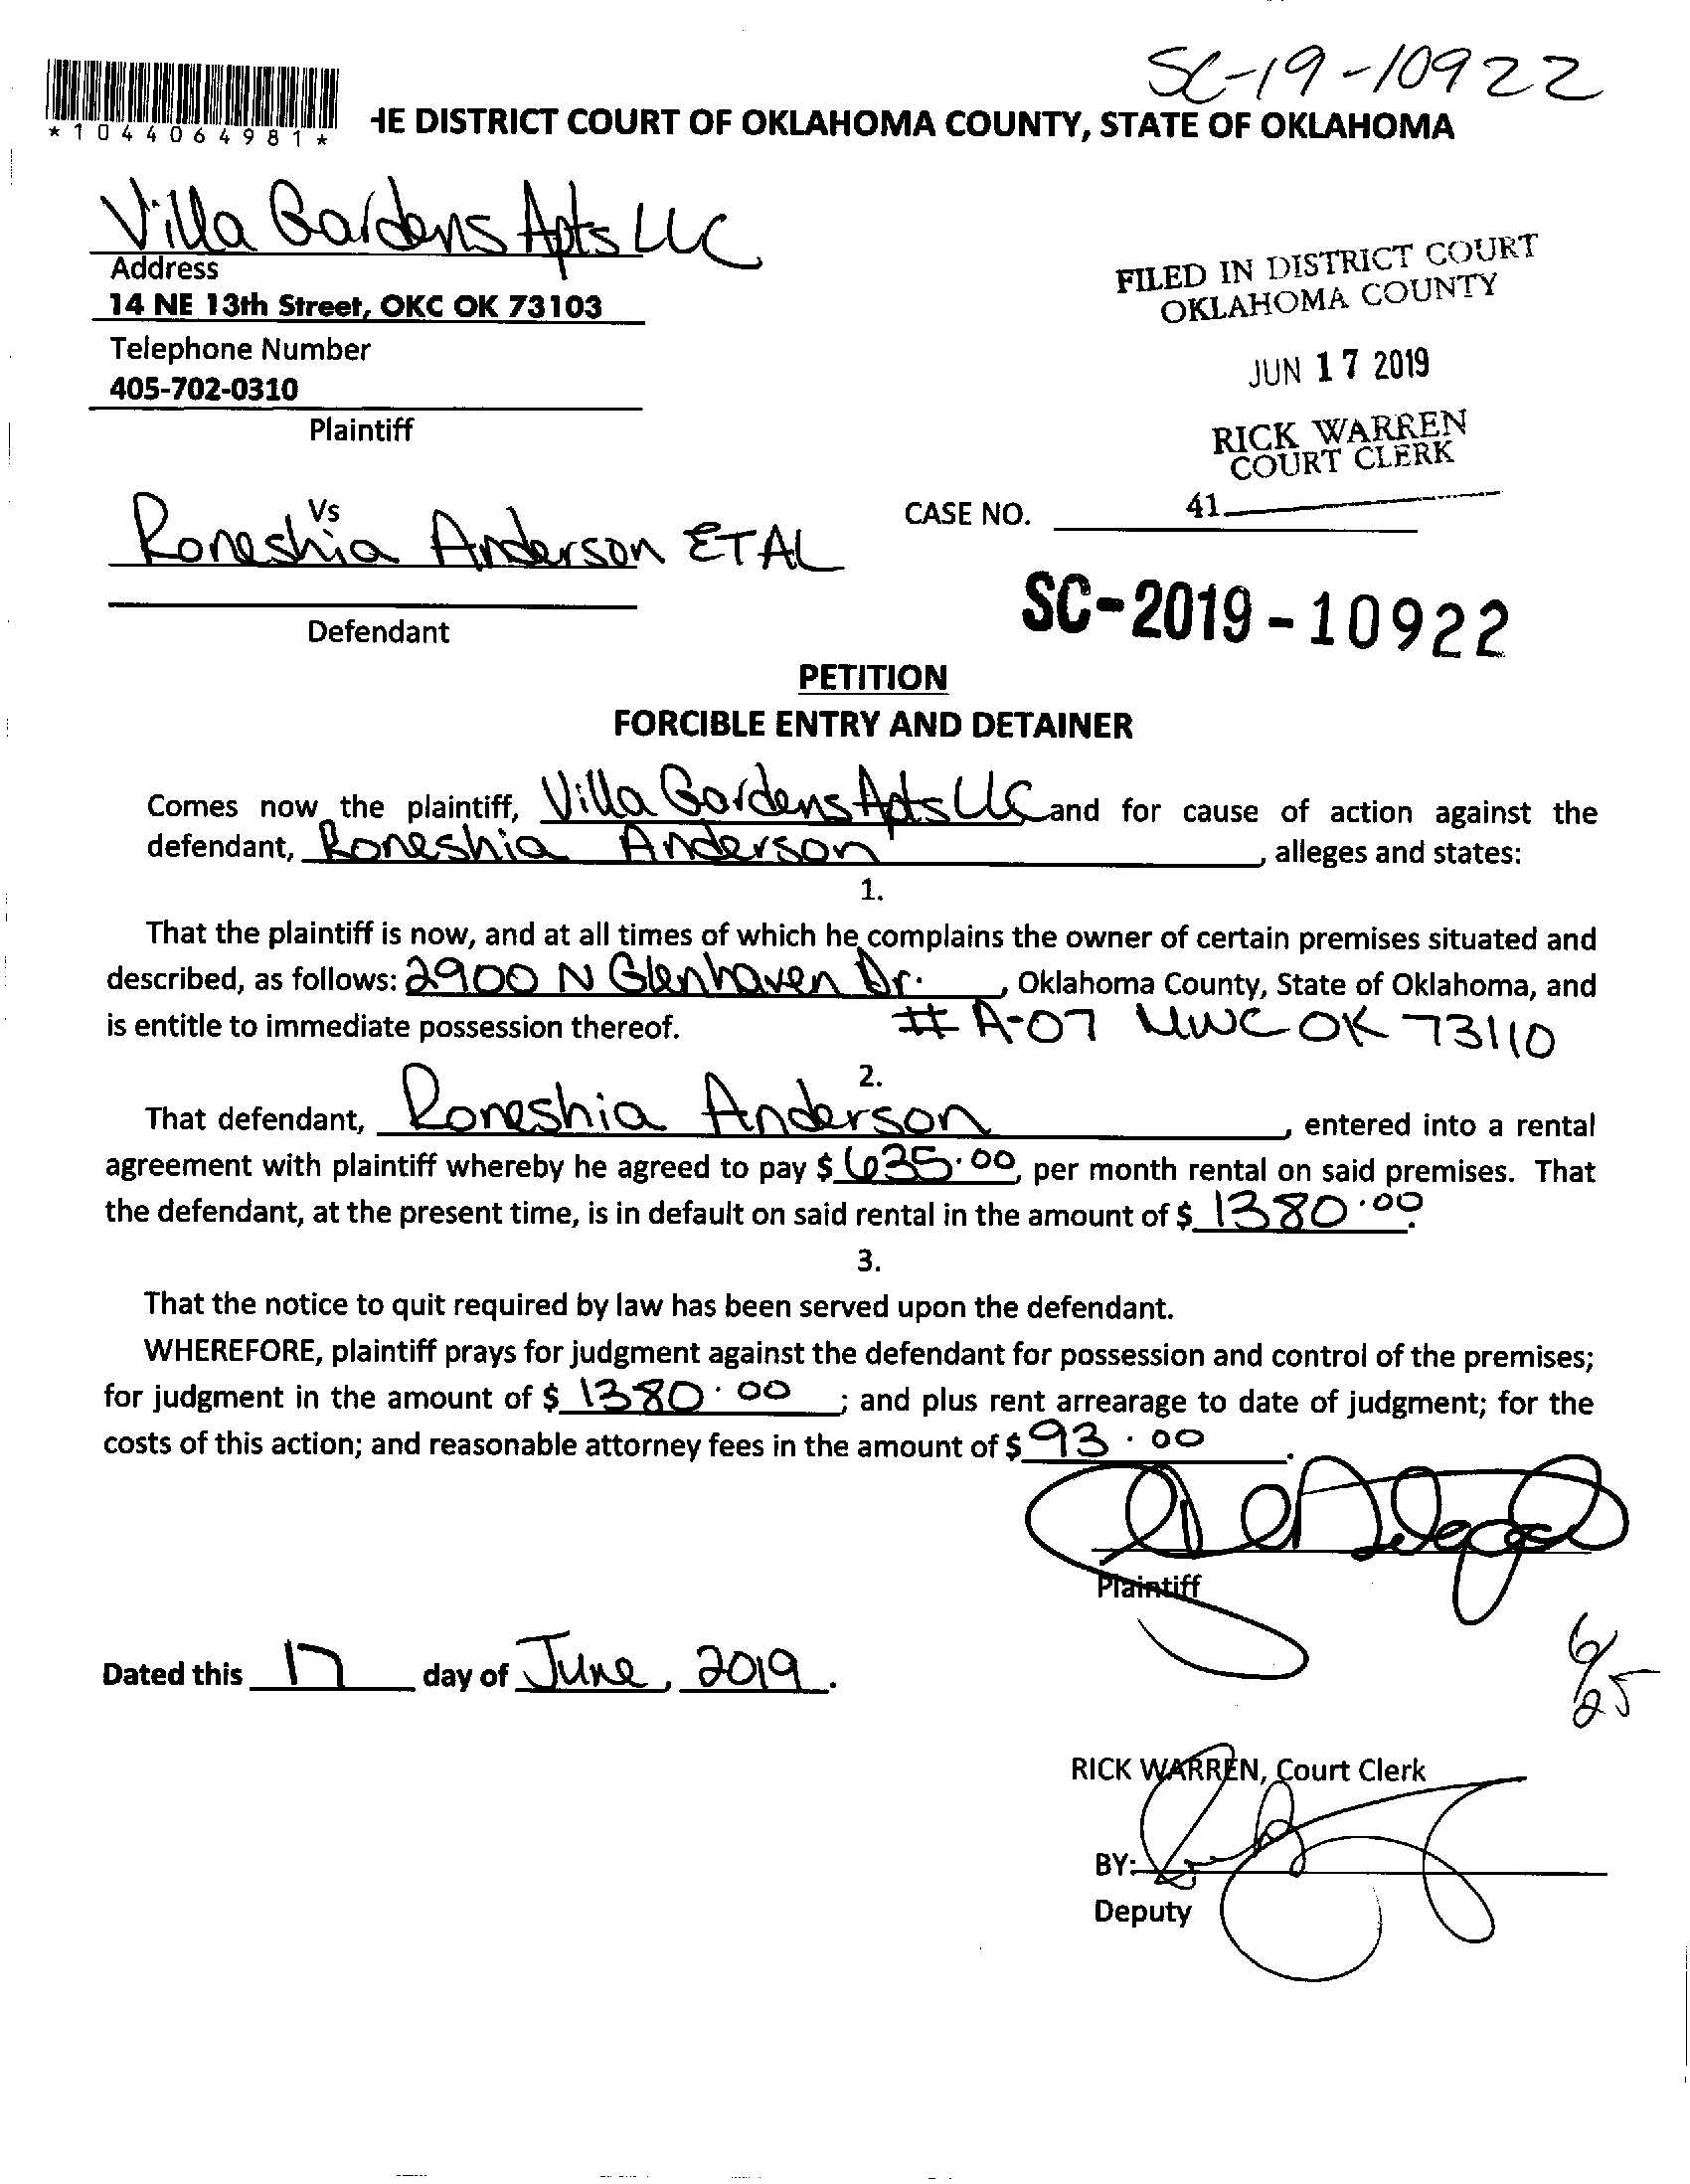 SC-19-10922
*1044064981*
HE DISTRICT COURT OF OKLAHOMA COUNTY, STATE OF OKLAHOMA
Villa Gardens Apts LLC
Address
14 NE 13th Street, OKC OK 73103
Telephone Number
405-702-0310
Plaintiff
FILED IN DISTRICT COURT
OKLAHOMA COUNTY
JUN 17 2019
RICK WARREN
COURT CLERK
41
Vs
Roneshia Anderson ETAL
CASE NO.
Defendant
SC-2019-10922
PETITION
FORCIBLE ENTRY AND DETAINER
Comes now the plaintiff, Villa Gardens Apts LLC and for cause of action against the
defendant, Roneshia Anderson, alleges and states:
1.
That the plaintiff is now, and at all times of which he complains the owner of certain premises situated and
described, as follows: 2900 N Glenhaven Dr., Oklahoma County, State of Oklahoma, and
is entitle to immediate possession thereof. # A-07 MWC OK 73110
2.
That defendant, Roneshia Anderson, entered into a rental
agreement with plaintiff whereby he agreed to pay $ 635.00, per month rental on said premises. That
the defendant, at the present time, is in default on said rental in the amount of $ 1380.00.
3.
That the notice to quit required by law has been served upon the defendant.
WHEREFORE, plaintiff prays for judgment against the defendant for possession and control of the premises;
for judgment in the amount of $ 1380.00; and plus rent arrearage to date of judgment; for the
costs of this action; and reasonable attorney fees in the amount of $ 93.00.
Plaintiff
Dated this 17 day of June, 2019.
6/25
RICK WARREN, Court Clerk
BY:
Deputy